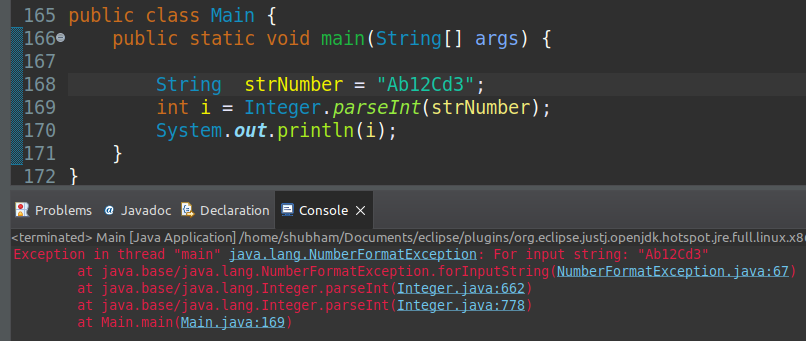 165 public class Main {
166 public static void main(String[] args) {
167
168 String strNumber = "Ab12Cd3";
169 int i = Integer.parseInt(strNumber);
170 System.out.println(i);
171 }
172 }
Problems @ Javadoc Declaration Console
<terminated> Main [Java Application] /home/shubham/Documents/eclipse/plugins/org.eclipse.justj.openjdk.hotspot.jre.full.linux.x86
Exception in thread "main" java.lang.NumberFormatException: For input string: "Ab12Cd3"
at java.base/java.lang.NumberFormatException.forInputString(NumberFormatException.java:67)
at java.base/java.lang.Integer.parseInt(Integer.java:662)
at java.base/java.lang.Integer.parseInt(Integer.java:778)
at Main.main(Main.java:169)